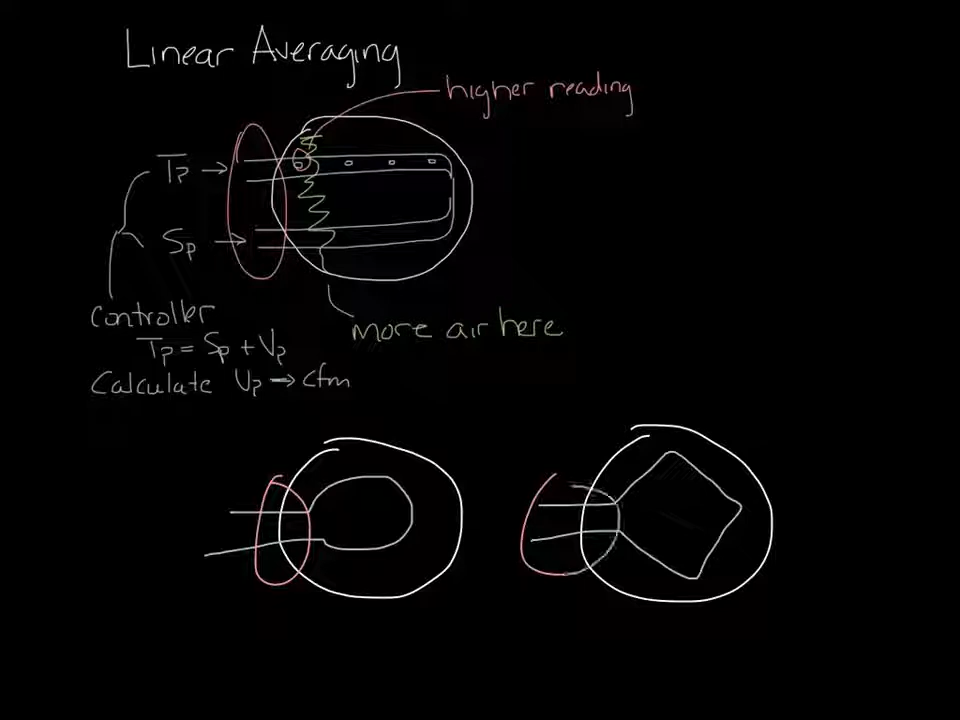 Linear Averaging
higher reading
Tp →
Sp →
controller
Tp = Sp + Vp
more air here
Calculate Vp → cfm